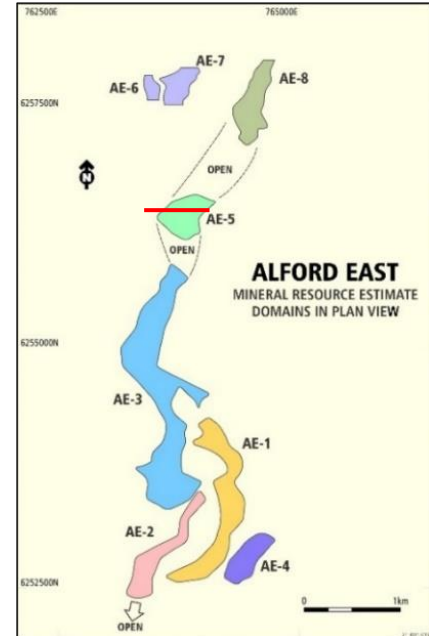 762500E
765000E
AE-7
AE-6
AE-8
6257500N
N
OPEN
AE-5
OPEN
ALFORD EAST
MINERAL RESOURCE ESTIMATE
DOMAINS IN PLAN VIEW
6255000N
AE-3
AE-1
AE-2
AE-4
6252500N
0
1km
OPEN